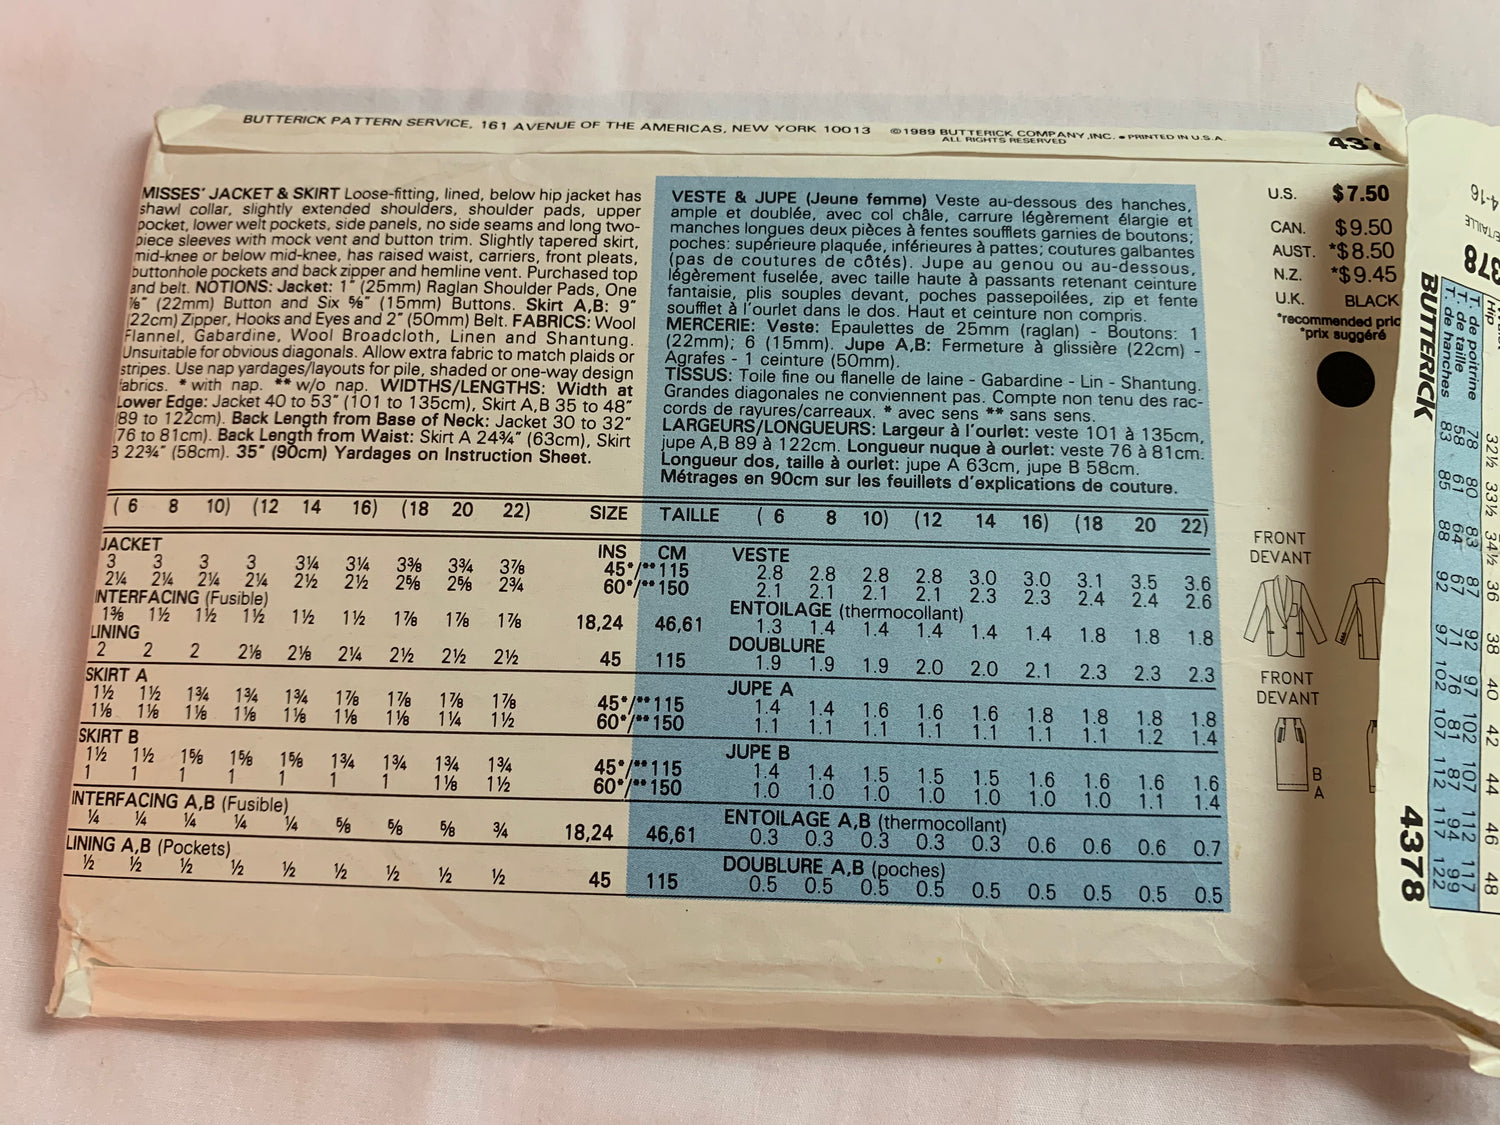 BUTTERICK PATTERN SERVICE, 161 AVENUE OF THE AMERICAS, NEW YORK 10013 ©1989 BUTTERICK COMPANY, INC. • PRINTED IN U.S.A.
ALL RIGHTS RESERVED
MISSES' JACKET & SKIRT Loose-fitting, lined, below hip jacket has
shawl collar, slightly extended shoulders, shoulder pads, upper
pocket, lower welt pockets, side panels, no side seams and long two-
piece sleeves with mock vent and button trim. Slightly tapered skirt,
mid-knee or below mid-knee, has raised waist, carriers, front pleats,
buttonhole pockets and back zipper and hemline vent. Purchased top
and belt. NOTIONS: Jacket: 1" (25mm) Raglan Shoulder Pads, One
⅞" (22mm) Button and Six ⅝" (15mm) Buttons. Skirt A,B: 9"
(22cm) Zipper, Hooks and Eyes and 2" (50mm) Belt. FABRICS: Wool
Flannel, Gabardine, Wool Broadcloth, Linen and Shantung.
Unsuitable for obvious diagonals. Allow extra fabric to match plaids or
stripes. Use nap yardages/layouts for pile, shaded or one-way design
fabrics. * with nap. ** w/o nap. WIDTHS/LENGTHS: Width at
Lower Edge: Jacket 40 to 53" (101 to 135cm), Skirt A,B 35 to 48"
(89 to 122cm). Back Length from Base of Neck: Jacket 30 to 32"
(76 to 81cm). Back Length from Waist: Skirt A 24¾" (63cm), Skirt
B 22¾" (58cm). 35" (90cm) Yardages on Instruction Sheet.
VESTE & JUPE (Jeune femme) Veste au-dessous des hanches,
ample et doublée, avec col châle, carrure légèrement élargie et
manches longues deux pièces à fentes soufflets garnies de boutons;
poches: supérieure plaquée, inférieures à pattes; coutures galbantes
(pas de coutures de côtés). Jupe au genou ou au-dessous,
légèrement fuselée, avec taille haute à passants retenant ceinture
fantaisie, plis souples devant, poches passepoilées, zip et fente
soufflet à l'ourlet dans le dos. Haut et ceinture non compris.
MERCERIE: Veste: Epaulettes de 25mm (raglan) - Boutons: 1
(22mm); 6 (15mm). Jupe A,B: Fermeture à glissière (22cm) -
Agrafes - 1 ceinture (50mm).
TISSUS: Toile fine ou flanelle de laine - Gabardine - Lin - Shantung.
Grandes diagonales ne conviennent pas. Compte non tenu des rac-
cords de rayures/carreaux. * avec sens ** sans sens.
LARGEURS/LONGUEURS: Largeur à l'ourlet: veste 101 à 135cm,
jupe A,B 89 à 122cm. Longueur nuque à ourlet: veste 76 à 81cm.
Longueur dos, taille à ourlet: jupe A 63cm, jupe B 58cm.
Métrages en 90cm sur les feuilles d'explications de couture.
U.S. $7.50
CAN. $9.50
AUST. *$8.50
N.Z. *$9.45
U.K. BLACK
*recommended pric
*prix suggéré
( 6 8 10) (12 14 16) (18 20 22) SIZE TAILLE ( 6 8 10) (12 14 16) (18 20 22)
JACKET INS CM VESTE
3 3 3 3 3¼ 3¼ 3⅜ 3¾ 3⅞ 45*/**115 2.8 2.8 2.8 2.8 3.0 3.0 3.1 3.5 3.6
2¼ 2¼ 2¼ 2¼ 2½ 2½ 2⅝ 2⅝ 2¾ 60*/**150 2.1 2.1 2.1 2.1 2.3 2.3 2.4 2.4 2.6
INTERFACING (Fusible) ENTOILAGE (thermocollant)
1⅜ 1½ 1½ 1½ 1½ 1½ 1⅞ 1⅞ 1⅞ 18,24 46,61 1.3 1.4 1.4 1.4 1.4 1.4 1.8 1.8 1.8
LINING DOUBLURE
2 2 2 2⅛ 2⅛ 2¼ 2½ 2½ 2½ 45 115 1.9 1.9 1.9 2.0 2.0 2.1 2.3 2.3 2.3
SKIRT A JUPE A
1½ 1½ 1¾ 1¾ 1¾ 1⅞ 1⅞ 1⅞ 1⅞ 45*/**115 1.4 1.4 1.6 1.6 1.6 1.8 1.8 1.8 1.8
1⅛ 1⅛ 1⅛ 1⅛ 1⅛ 1⅛ 1⅛ 1¼ 1½ 60*/**150 1.1 1.1 1.1 1.1 1.1 1.1 1.1 1.2 1.4
SKIRT B JUPE B
1½ 1½ 1⅝ 1⅝ 1⅝ 1¾ 1¾ 1¾ 1¾ 45*/**115 1.4 1.4 1.5 1.5 1.5 1.6 1.6 1.6 1.6
1 1 1 1 1 1 1 1⅛ 1½ 60*/**150 1.0 1.0 1.0 1.0 1.0 1.0 1.0 1.1 1.4
INTERFACING A,B (Fusible) ENTOILAGE A,B (thermocollant)
¼ ¼ ¼ ¼ ¼ ⅝ ⅝ ⅝ ¾ 18,24 46,61 0.3 0.3 0.3 0.3 0.3 0.6 0.6 0.6 0.7
LINING A,B (Pockets) DOUBLURE A,B (poches)
½ ½ ½ ½ ½ ½ ½ ½ ½ 45 115 0.5 0.5 0.5 0.5 0.5 0.5 0.5 0.5 0.5
FRONT
DEVANT
FRONT
DEVANT
B
A
BUTTERICK
4378
Hip 32½ 33½ 34½ 36 38 40 42 44 46 48
T. de poitrine 78 80 83 87 92 97 102 107 112 117
T. de taille 58 61 64 67 71 76 81 87 94 99
T. de hanches 83 85 88 92 97 102 107 112 117 122